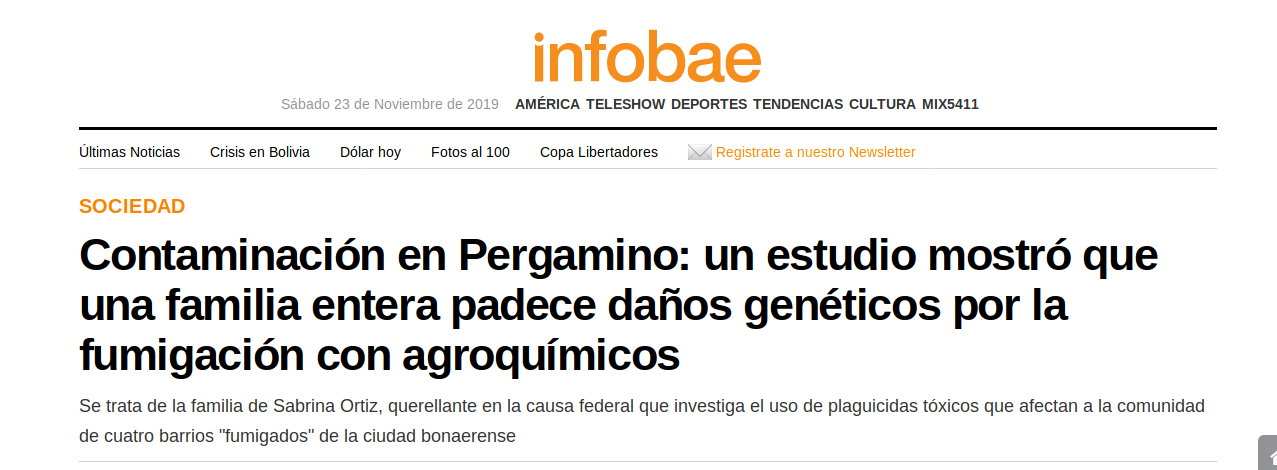 infobae
Sábado 23 de Noviembre de 2019 AMÉRICA TELESHOW DEPORTES TENDENCIAS CULTURA MIX5411
Últimas Noticias Crisis en Bolivia Dólar hoy Fotos al 100 Copa Libertadores Registrate a nuestro Newsletter
SOCIEDAD
Contaminación en Pergamino: un estudio mostró que
una familia entera padece daños genéticos por la
fumigación con agroquímicos
Se trata de la familia de Sabrina Ortiz, querellante en la causa federal que investiga el uso de plaguicidas tóxicos que afectan a la comunidad
de cuatro barrios "fumigados" de la ciudad bonaerense